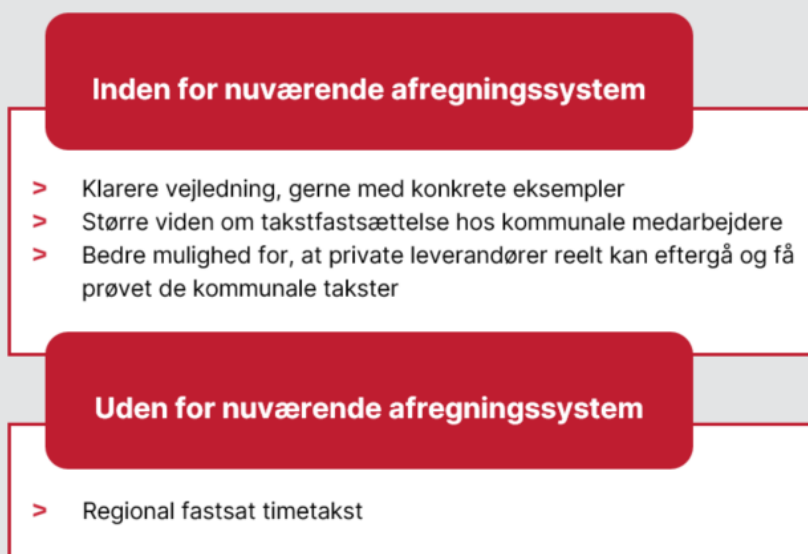 Inden for nuværende afregningssystem
> Klarere vejledning, gerne med konkrete eksempler
> Større viden om takstfastsættelse hos kommunale medarbejdere
> Bedre mulighed for, at private leverandører reelt kan eftergå og få
prøvet de kommunale takster
Uden for nuværende afregningssystem
> Regional fastsat timetakst